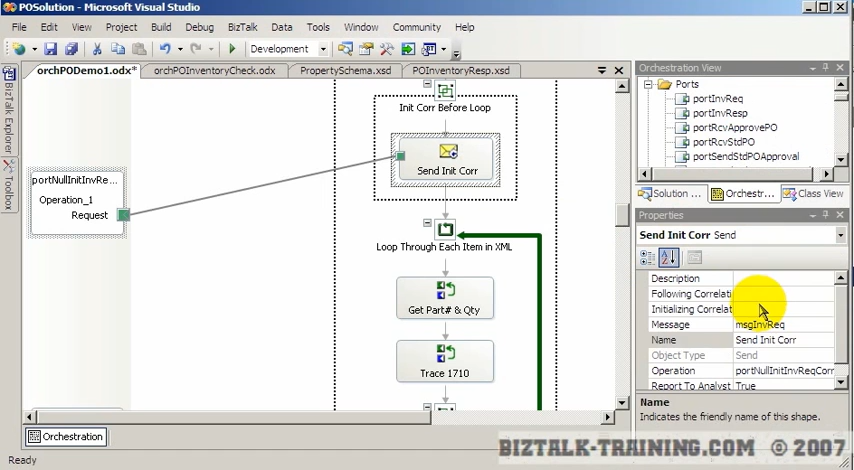 POSolution - Microsoft Visual Studio
File Edit View Project Build Debug BizTalk Data Tools Window Community Help
Development
orchPODemo1.odx* orchPOInventoryCheck.odx PropertySchema.xsd POInventoryResp.xsd
BizTalk Explorer
Toolbox
Init Corr Before Loop
Send Init Corr
portNullInitInvRe...
Operation_1
Request
Loop Through Each Item in XML
Get Part# & Qty
Trace 1710
Orchestration
Orchestration View
Ports
portInvReq
portInvResp
portRcvApprovePO
portRcvStdPO
portSendStdPOApproval
Solution ... Orchestr... Class View
Properties
Send Init Corr Send
Description
Following Correlati
Initializing Correlat
Message msgInvReq
Name Send Init Corr
Object Type Send
Operation portNullInitInvReqCorr
Report To Analyst True
Name
Indicates the friendly name of this shape.
Ready
BIZTALK-TRAINING.COM © 2007